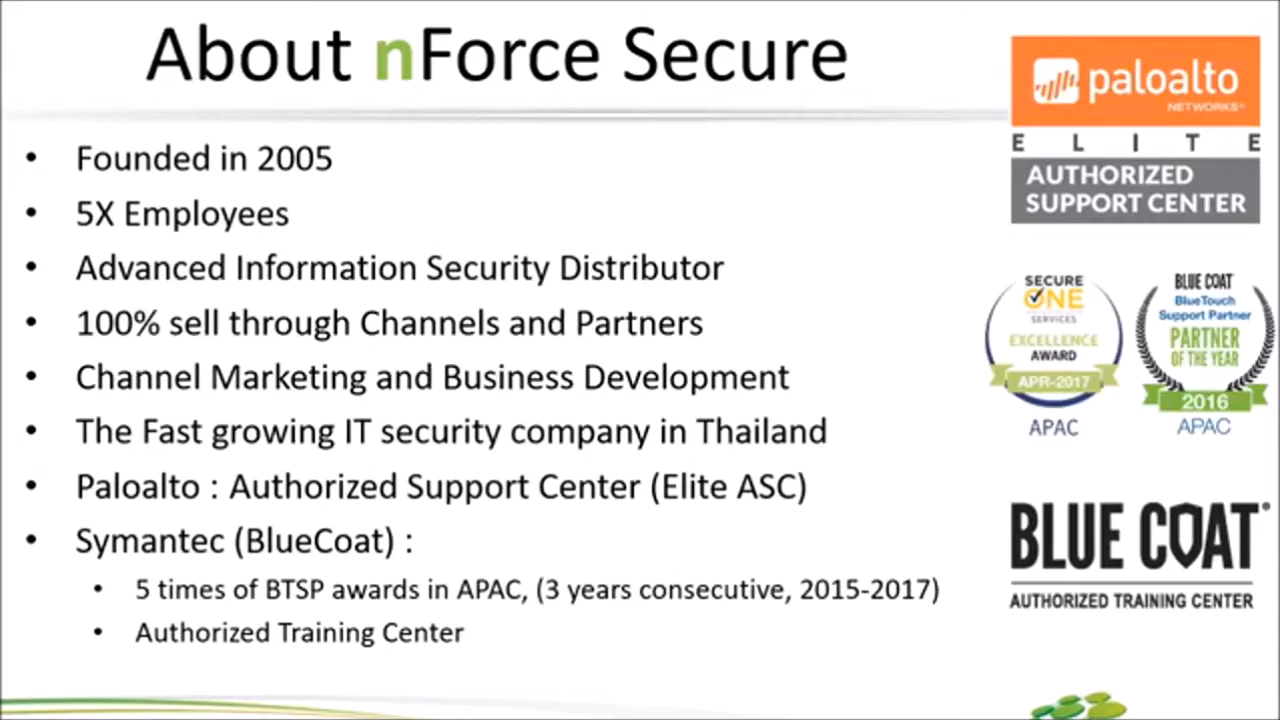 About nForce Secure
• Founded in 2005
• 5X Employees
• Advanced Information Security Distributor
• 100% sell through Channels and Partners
• Channel Marketing and Business Development
• The Fast growing IT security company in Thailand
• Paloalto : Authorized Support Center (Elite ASC)
• Symantec (BlueCoat) :
• 5 times of BTSP awards in APAC, (3 years consecutive, 2015-2017)
• Authorized Training Center
paloalto
NETWORKS®
ELITE
AUTHORIZED
SUPPORT CENTER
SECURE
ONE
SERVICES
EXCELLENCE
AWARD
APR-2017
APAC
BLUE COAT
BlueTouch
Support Partner
PARTNER
OF THE YEAR
2016
APAC
BLUE COAT®
AUTHORIZED TRAINING CENTER